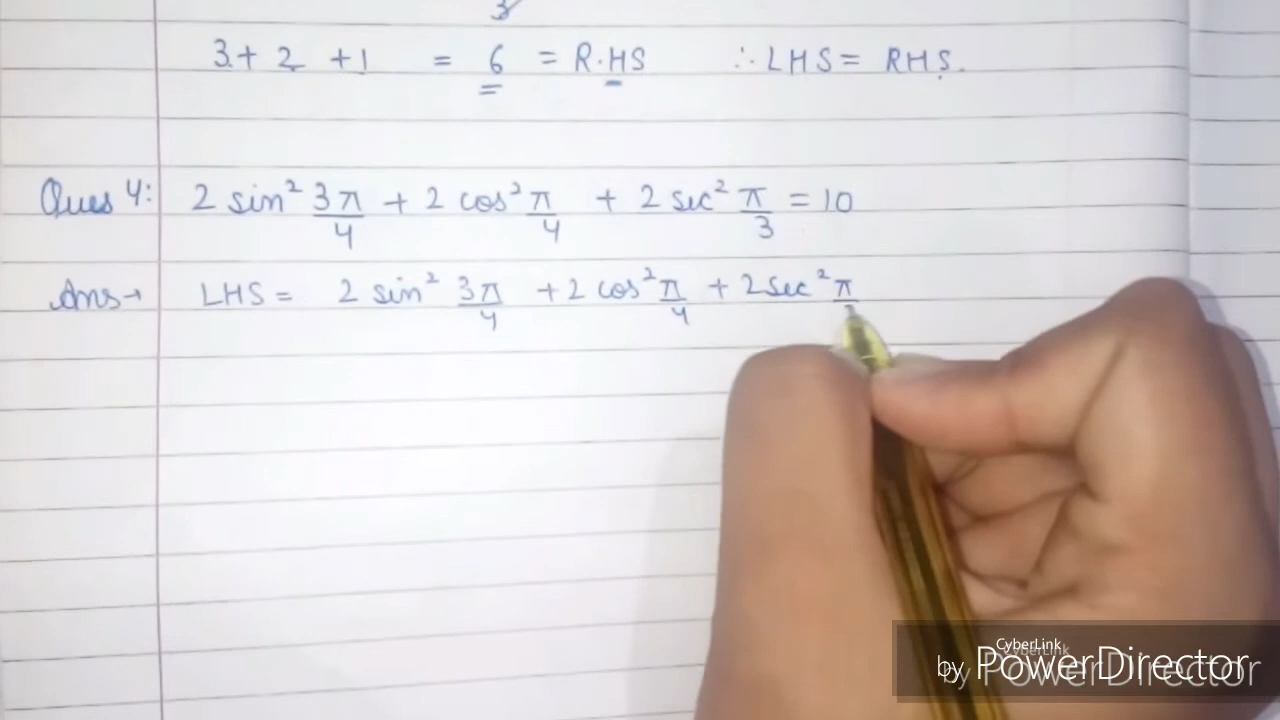 3
3 + 2 + 1 = 6 = R.HS ∴ LHS = RHS.
Ques 4: 2 sin² 3π/4 + 2 cos² π/4 + 2 sec² π/3 = 10
Ans→ LHS = 2 sin² 3π/4 + 2 cos² π/4 + 2 sec² π
CyberLink
by PowerDirector